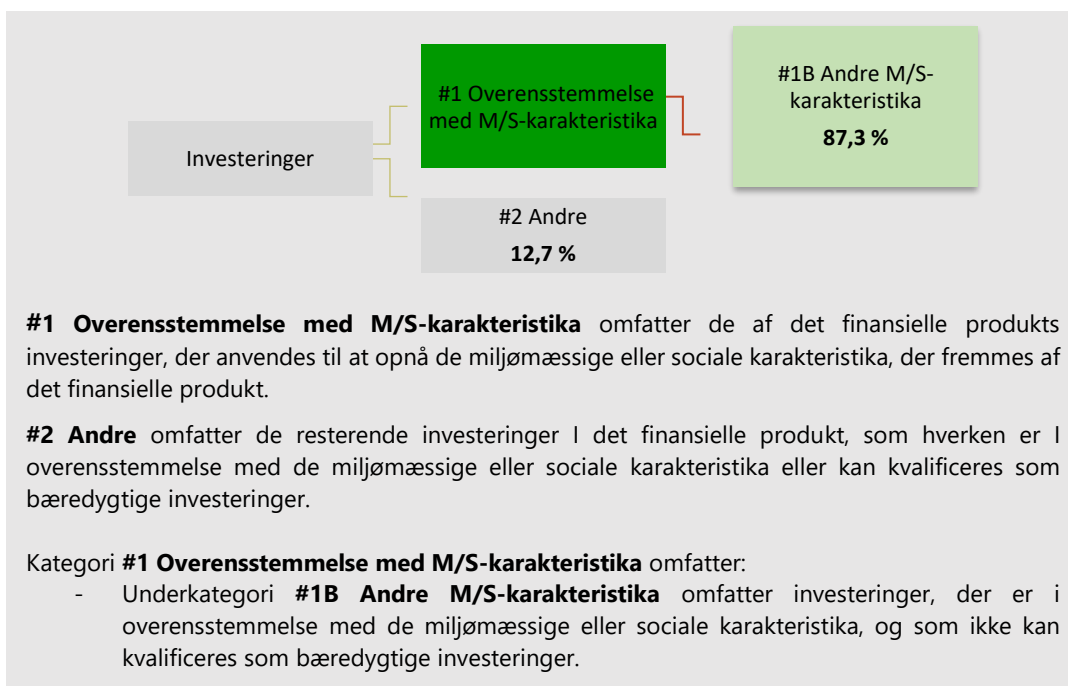 Investeringer
#1 Overensstemmelse
med M/S-karakteristika
#1B Andre M/S-
karakteristika
87,3 %
#2 Andre
12,7 %
#1 Overensstemmelse med M/S-karakteristika omfatter de af det finansielle produkts
investeringer, der anvendes til at opnå de miljømæssige eller sociale karakteristika, der fremmes af
det finansielle produkt.
#2 Andre omfatter de resterende investeringer I det finansielle produkt, som hverken er I
overensstemmelse med de miljømæssige eller sociale karakteristika eller kan kvalificeres som
bæredygtige investeringer.
Kategori #1 Overensstemmelse med M/S-karakteristika omfatter:
- Underkategori #1B Andre M/S-karakteristika omfatter investeringer, der er i
overensstemmelse med de miljømæssige eller sociale karakteristika, og som ikke kan
kvalificeres som bæredygtige investeringer.